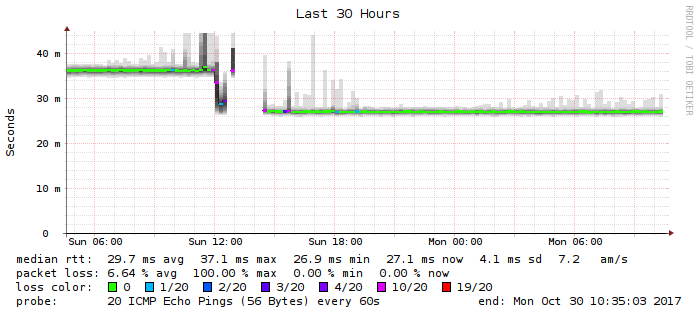 Last 30 Hours
RRDTOOL / TOBI OETIKER
Seconds
40 m
30 m
20 m
10 m
0
Sun 06:00 Sun 12:00 Sun 18:00 Mon 00:00 Mon 06:00
median rtt: 29.7 ms avg 37.1 ms max 26.9 ms min 27.1 ms now 4.1 ms sd 7.2 am/s
packet loss: 6.64 % avg 100.00 % max 0.00 % min 0.00 % now
loss color: 0 1/20 2/20 3/20 4/20 10/20 19/20
probe: 20 ICMP Echo Pings (56 Bytes) every 60s end: Mon Oct 30 10:35:03 2017